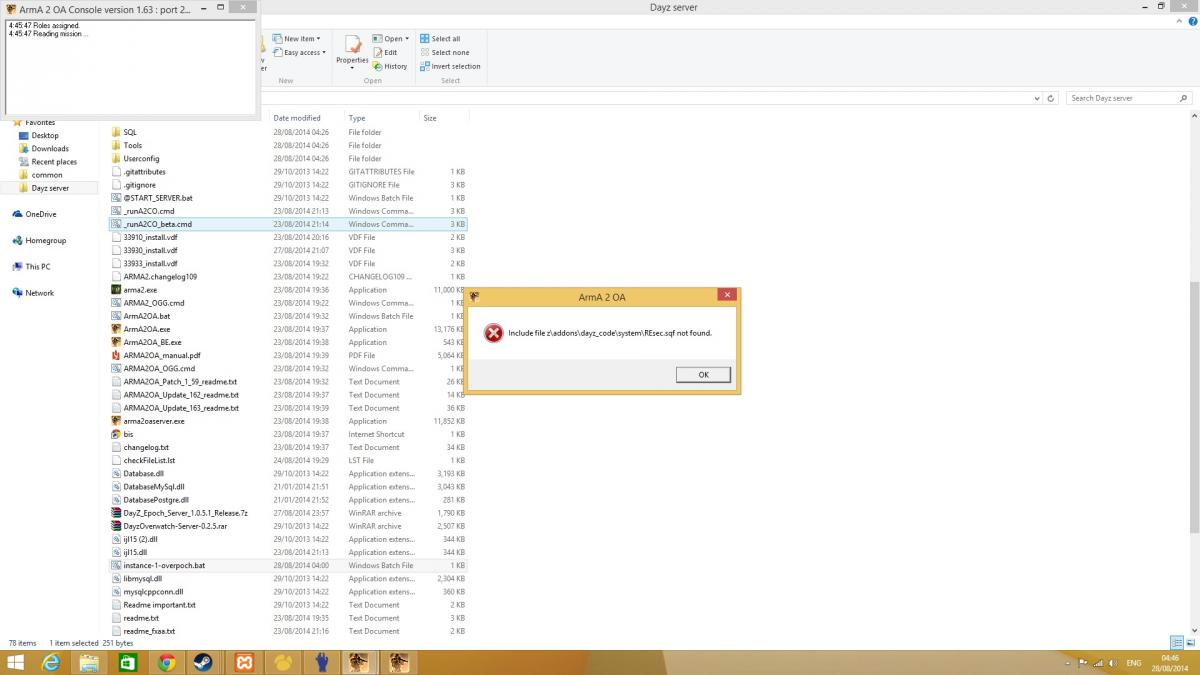 ArmA 2 OA Console version 1.63 : port 2...
Dayz server
4:45:47 Roles assigned.
4:45:47 Reading mission ...
New item
Easy access
New
Properties
Open
Edit
History
Open
Select all
Select none
Invert selection
Select
Search Dayz server
Favorites
Desktop
Downloads
Recent places
common
Dayz server
OneDrive
Homegroup
This PC
Network
Date modified Type Size
SQL 28/08/2014 04:26 File folder
Tools 28/08/2014 04:26 File folder
Userconfig 28/08/2014 04:26 File folder
.gitattributes 29/10/2013 14:22 GITATTRIBUTES File 1 KB
.gitignore 29/10/2013 14:22 GITIGNORE File 3 KB
@START_SERVER.bat 29/10/2013 14:22 Windows Batch File 1 KB
_runA2CO.cmd 23/08/2014 21:13 Windows Comma... 3 KB
_runA2CO_beta.cmd 23/08/2014 21:14 Windows Comma... 3 KB
33910_install.vdf 23/08/2014 20:16 VDF File 2 KB
33930_install.vdf 27/08/2014 21:07 VDF File 3 KB
33933_install.vdf 23/08/2014 19:32 VDF File 2 KB
ARMA2.changelog109 23/08/2014 19:32 CHANGELOG109 ... 1 KB
arma2.exe 23/08/2014 19:36 Application 11,000 KB
ARMA2_OGG.cmd 23/08/2014 19:32 Windows Comma... 1 KB
ArmA2OA.bat 23/08/2014 19:32 Windows Batch File 1 KB
ArmA2OA.exe 23/08/2014 19:37 Application 13,176 KB
ArmA2OA_BE.exe 23/08/2014 19:38 Application 543 KB
ARMA2OA_manual.pdf 23/08/2014 19:39 PDF File 5,064 KB
ARMA2OA_OGG.cmd 23/08/2014 19:32 Windows Comma... 1 KB
ARMA2OA_Patch_1_59_readme.txt 23/08/2014 19:32 Text Document 26 KB
ARMA2OA_Update_162_readme.txt 23/08/2014 19:37 Text Document 14 KB
ARMA2OA_Update_163_readme.txt 23/08/2014 19:39 Text Document 36 KB
arma2oaserver.exe 23/08/2014 19:38 Application 11,852 KB
bis 23/08/2014 19:37 Internet Shortcut 1 KB
changelog.txt 23/08/2014 19:37 Text Document 34 KB
checkFileList.lst 24/08/2014 19:29 LST File 1 KB
Database.dll 29/10/2013 14:22 Application extens... 3,193 KB
DatabaseMySql.dll 21/01/2014 21:51 Application extens... 3,043 KB
DatabasePostgre.dll 21/01/2014 21:52 Application extens... 281 KB
DayZ_Epoch_Server_1.0.5.1_Release.7z 27/08/2014 23:57 WinRAR archive 1,790 KB
DayzOverwatch-Server-0.2.5.rar 29/10/2013 14:22 WinRAR archive 2,507 KB
ijl15 (2).dll 29/10/2013 14:22 Application extens... 344 KB
ijl15.dll 23/08/2014 21:13 Application extens... 344 KB
instance-1-overpoch.bat 28/08/2014 04:00 Windows Batch File 1 KB
libmysql.dll 29/10/2013 14:22 Application extens... 2,304 KB
mysqlcppconn.dll 29/10/2013 14:22 Application extens... 360 KB
Readme important.txt 29/10/2013 14:22 Text Document 2 KB
readme.txt 23/08/2014 19:35 Text Document 3 KB
readme_fxaa.txt 23/08/2014 21:16 Text Document 2 KB
ArmA 2 OA
Include file z\addons\dayz_code\system\REsec.sqf not found.
OK
78 items 1 item selected 251 bytes
ENG
04:46
28/08/2014